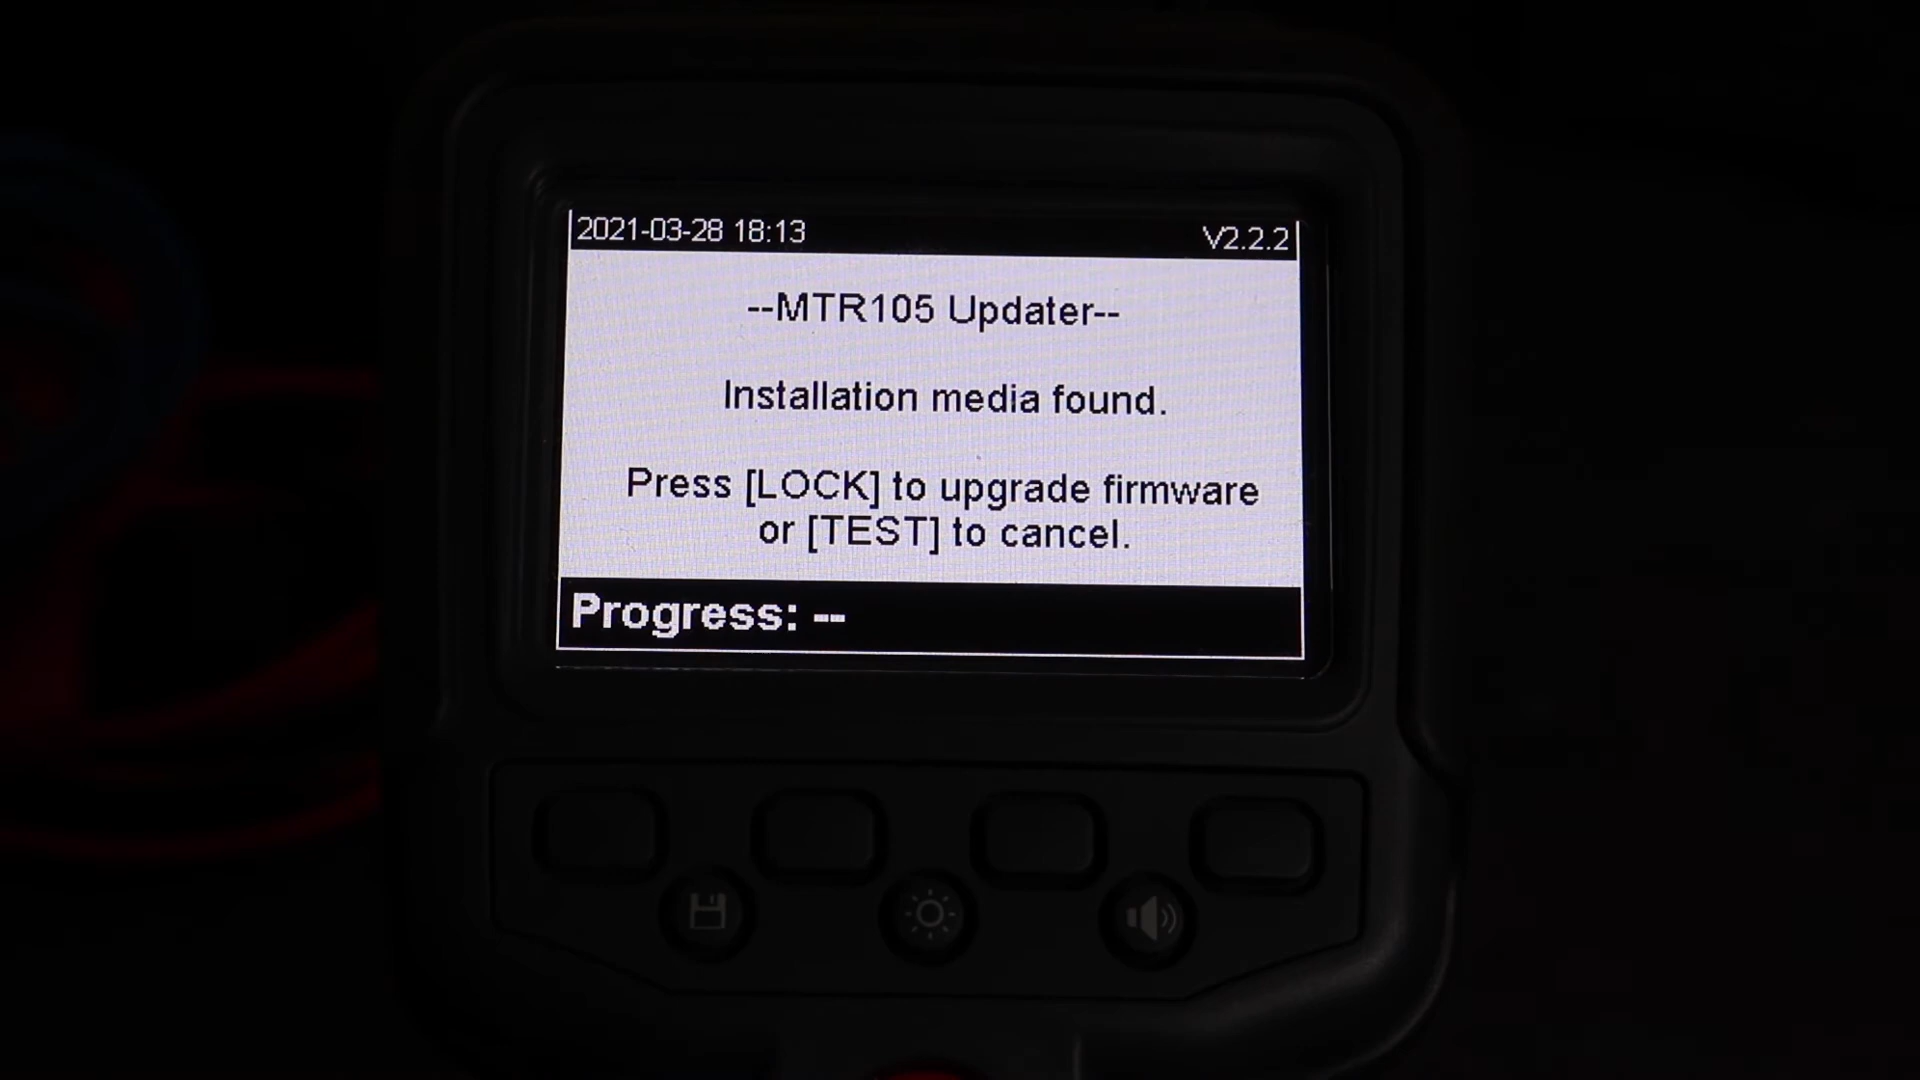 2021-03-28 18:13 V2.2.2
--MTR105 Updater--
Installation media found.
Press [LOCK] to upgrade firmware
or [TEST] to cancel.
Progress: --